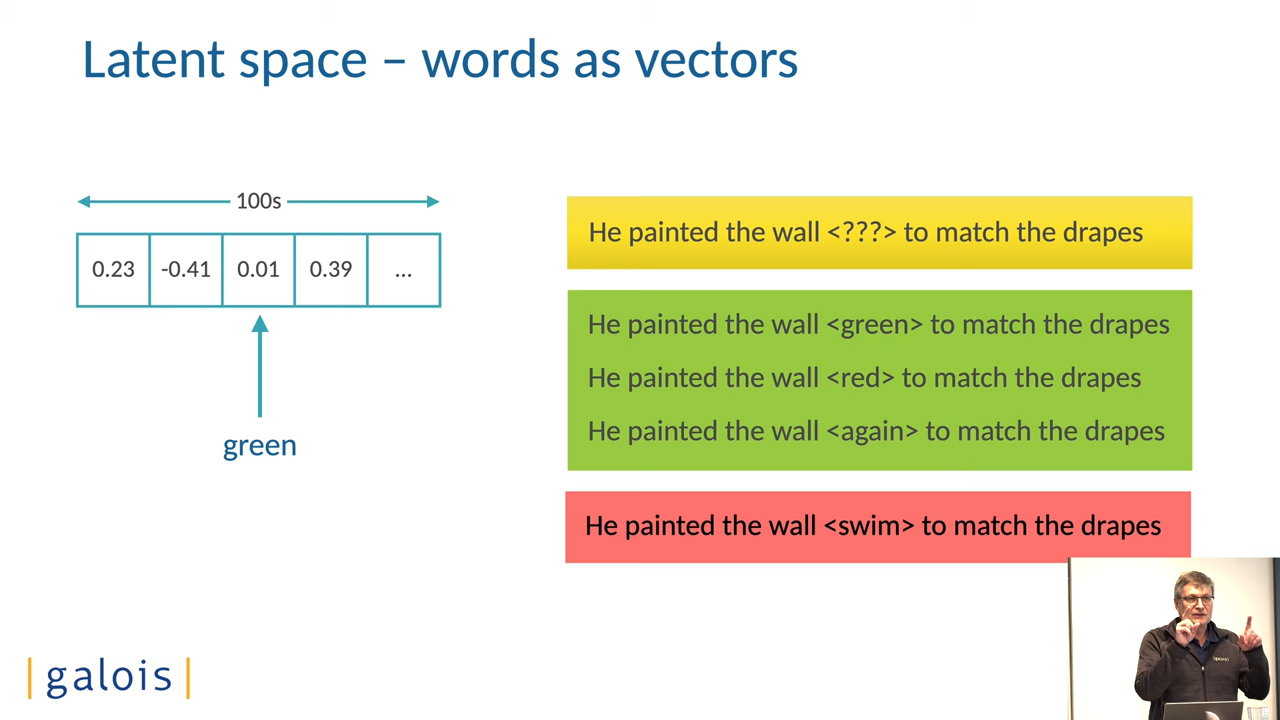 Latent space – words as vectors
100s
0.23 -0.41 0.01 0.39 ...
green
He painted the wall <???> to match the drapes
He painted the wall <green> to match the drapes
He painted the wall <red> to match the drapes
He painted the wall <again> to match the drapes
He painted the wall <swim> to match the drapes
|galois|
|galois|